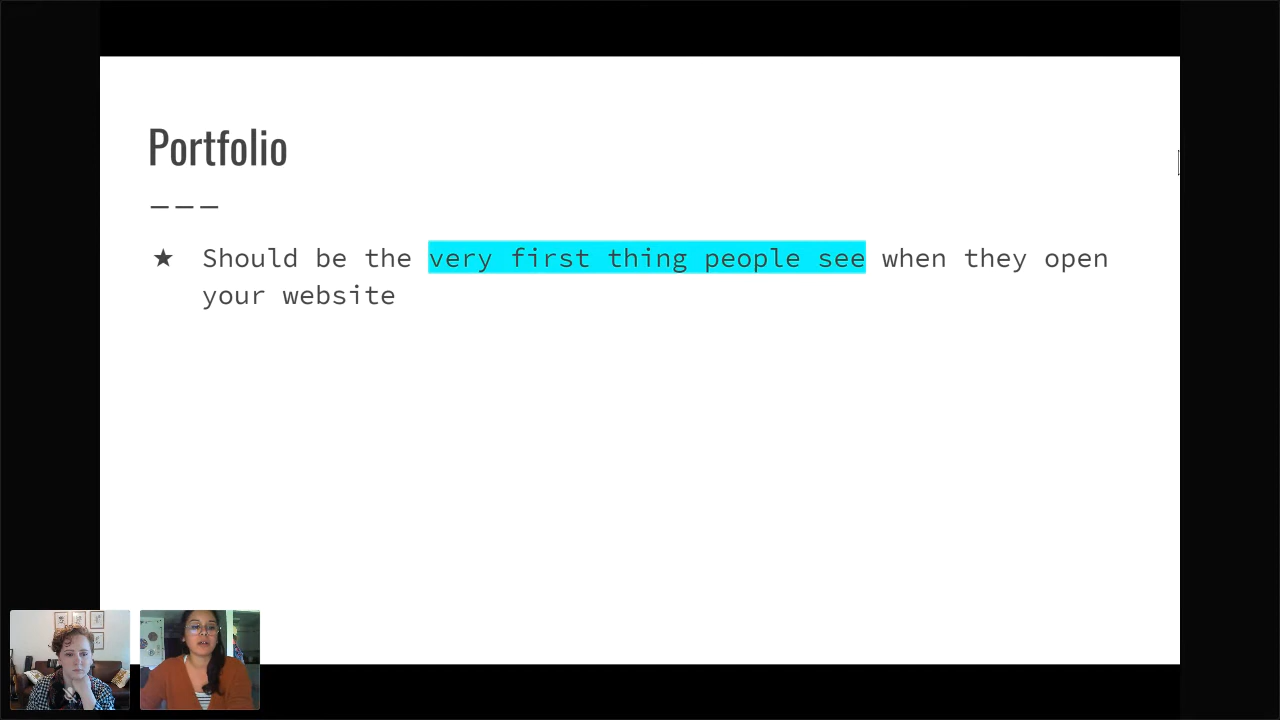 Portfolio
★ Should be the very first thing people see when they open
your website